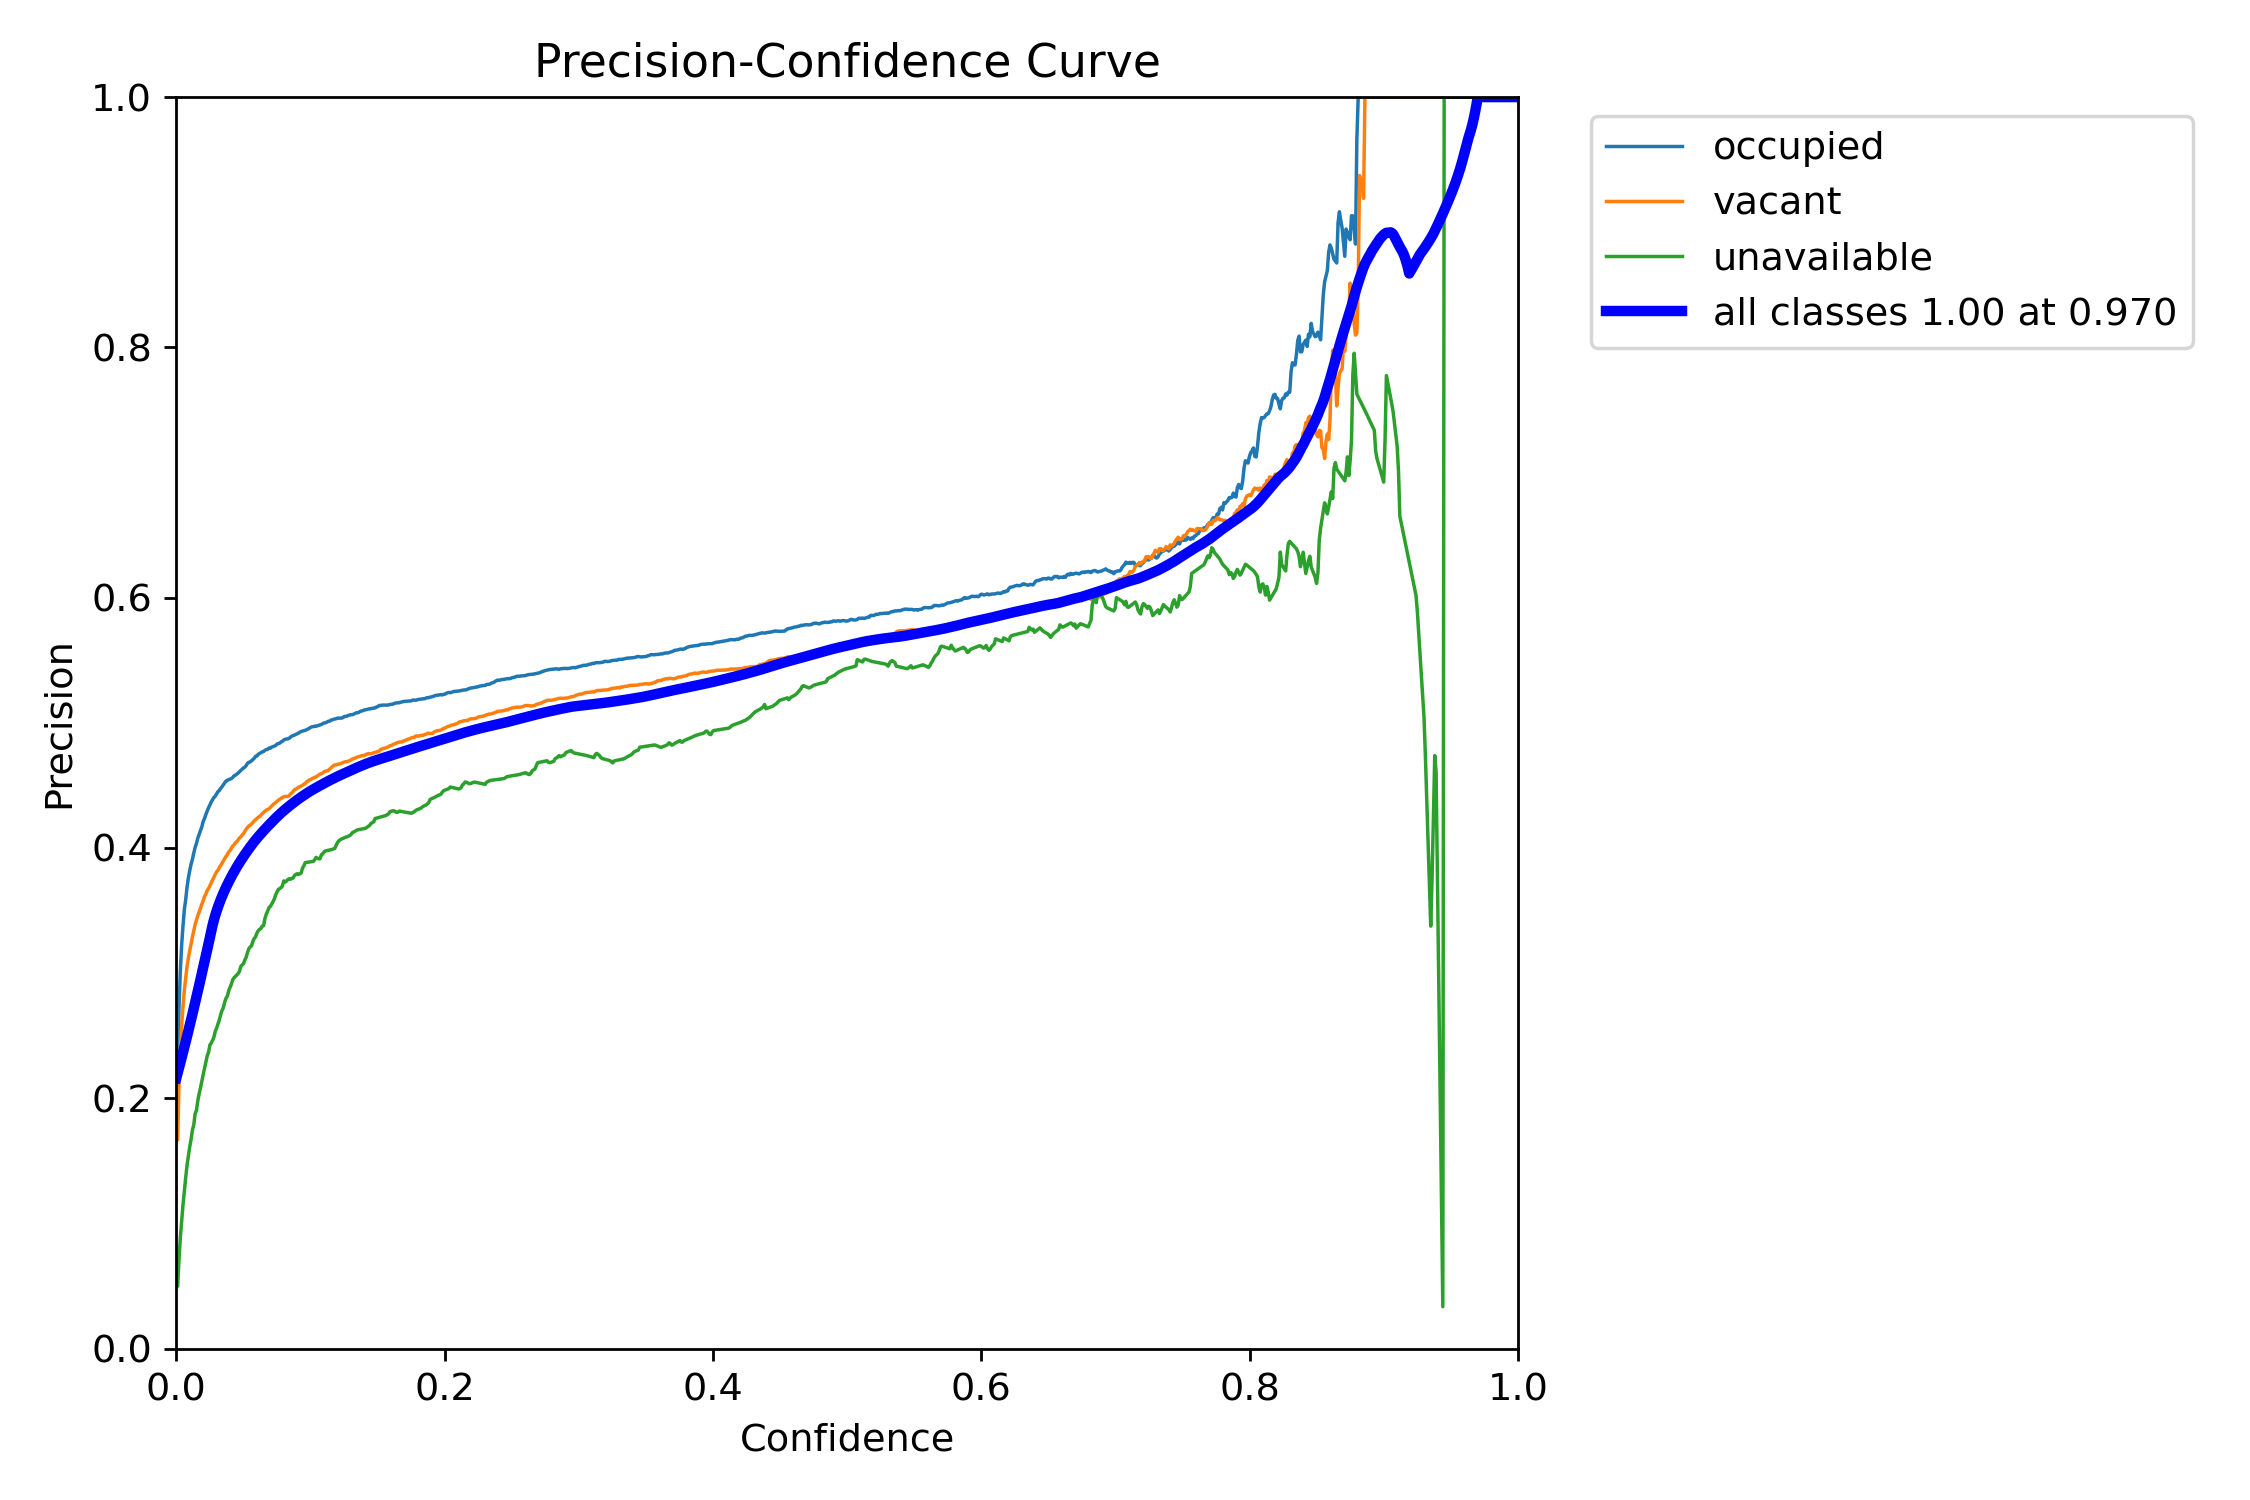 Precision-Confidence Curve
1.0
0.8
0.6
0.4
0.2
0.0
Precision
0.0 0.2 0.4 0.6 0.8 1.0
Confidence
occupied
vacant
unavailable
all classes 1.00 at 0.970